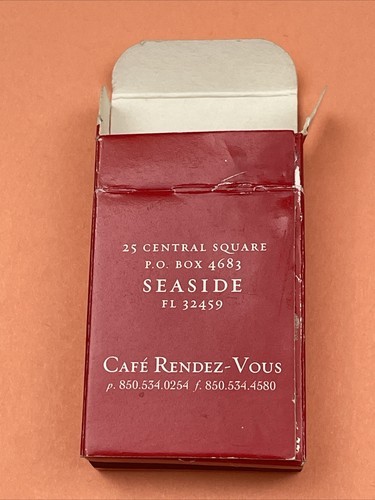 25 CENTRAL SQUARE
P.O. BOX 4683
SEASIDE
FL 32459
CAFÉ RENDEZ-VOUS
p. 850.534.0254 f. 850.534.4580